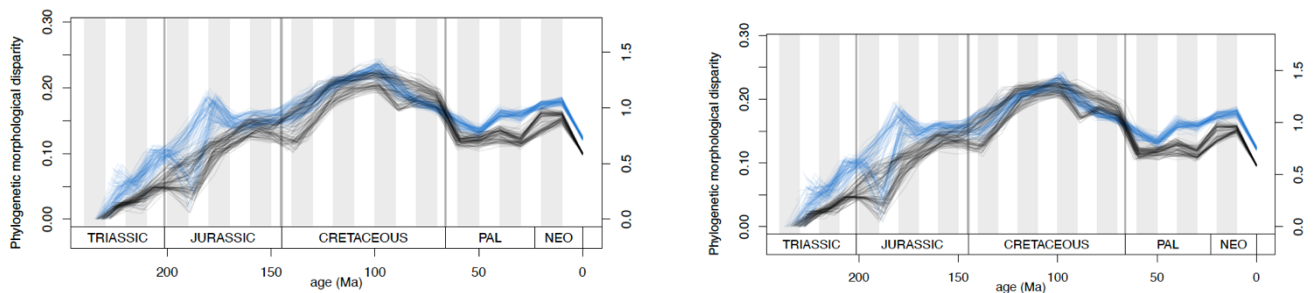 Phylogenetic morphological disparity
0.30
0.20
0.10
0.00
1.5
1.0
0.5
0.0
TRIASSIC JURASSIC CRETACEOUS PAL NEO
200 150 100 50 0
age (Ma)
Phylogenetic morphological disparity
0.30
0.20
0.10
0.00
1.5
1.0
0.5
0.0
TRIASSIC JURASSIC CRETACEOUS PAL NEO
200 150 100 50 0
age (Ma)